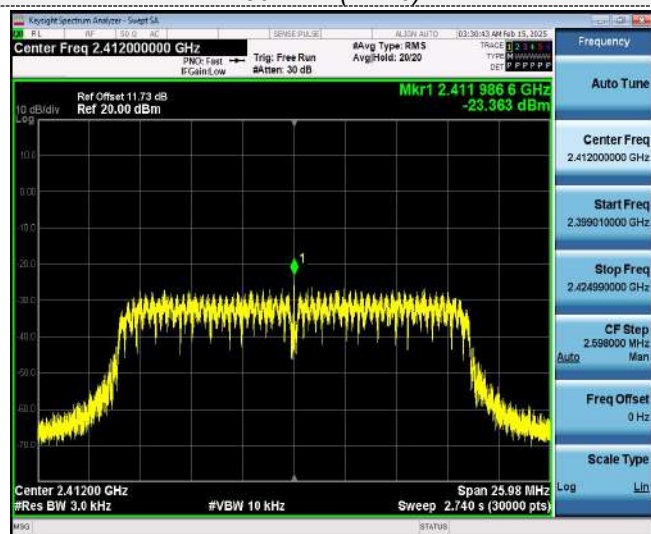 Keysight Spectrum Analyzer - Swept SA
RL RF 50 Ω AC SENSE:PULSE ALIGN AUTO 03:30:43 AM Feb 15, 2025
Center Freq 2.412000000 GHz
PNO: Fast
IFGain:Low
Trig: Free Run
#Atten: 30 dB
#Avg Type: RMS
Avg|Hold: 20/20
TRACE 1 2 3 4 5 6
TYPE M WWWWW
DET P P P P P P
Frequency
Auto Tune
Center Freq
2.412000000 GHz
Start Freq
2.399010000 GHz
Stop Freq
2.424990000 GHz
CF Step
2.598000 MHz
Auto Man
Freq Offset
0 Hz
Scale Type
Log Lin
Ref Offset 11.73 dB
10 dB/div Ref 20.00 dBm
Log
Mkr1 2.411 986 6 GHz
-23.363 dBm
10.0
0.00
-10.0
-20.0
-30.0
-40.0
-50.0
-60.0
-70.0
1
Center 2.41200 GHz Span 25.98 MHz
#Res BW 3.0 kHz #VBW 10 kHz Sweep 2.740 s (30000 pts)
MSG STATUS